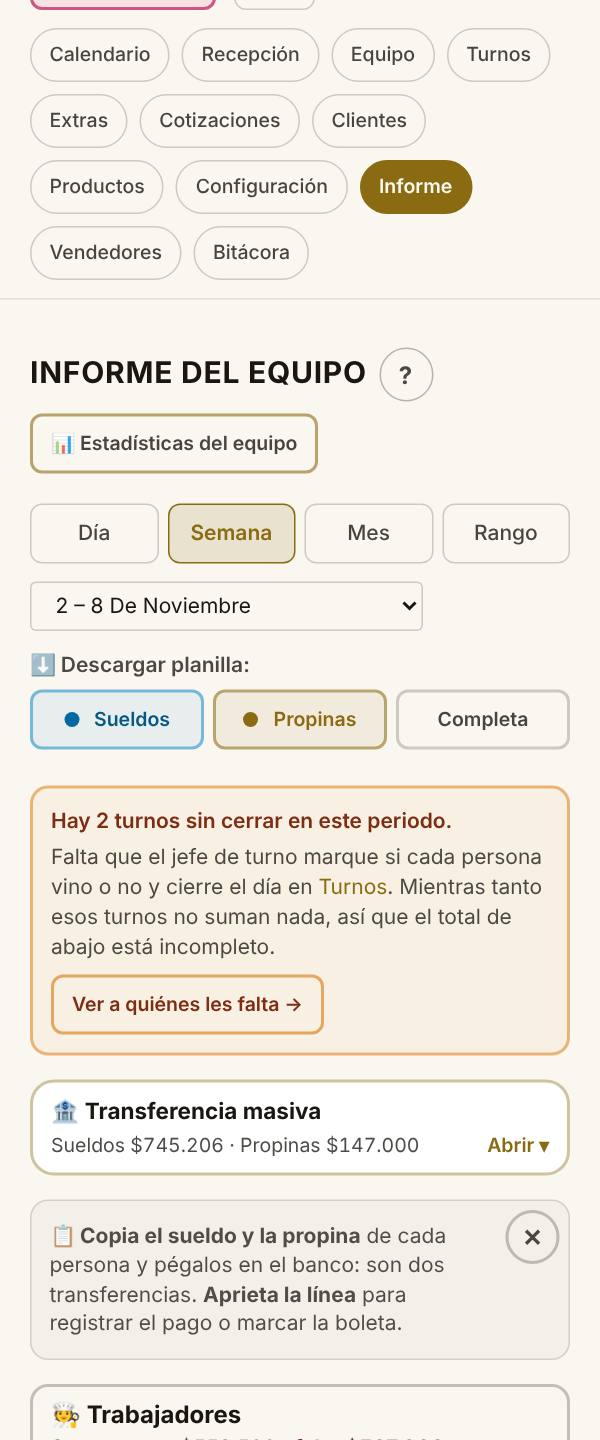 Calendario Recepción Equipo Turnos
Extras Cotizaciones Clientes
Productos Configuración Informe
Vendedores Bitácora
INFORME DEL EQUIPO ?
📊 Estadísticas del equipo
Día Semana Mes Rango
2 – 8 De Noviembre
⬇️ Descargar planilla:
Sueldos Propinas Completa
Hay 2 turnos sin cerrar en este periodo.
Falta que el jefe de turno marque si cada persona
vino o no y cierre el día en Turnos. Mientras tanto
esos turnos no suman nada, así que el total de
abajo está incompleto.
Ver a quiénes les falta →
🏦 Transferencia masiva
Sueldos $745.206 · Propinas $147.000 Abrir ▾
📋 Copia el sueldo y la propina de cada
persona y pégalos en el banco: son dos
transferencias. Aprieta la línea para
registrar el pago o marcar la boleta.
✕
🧑‍🍳 Trabajadores